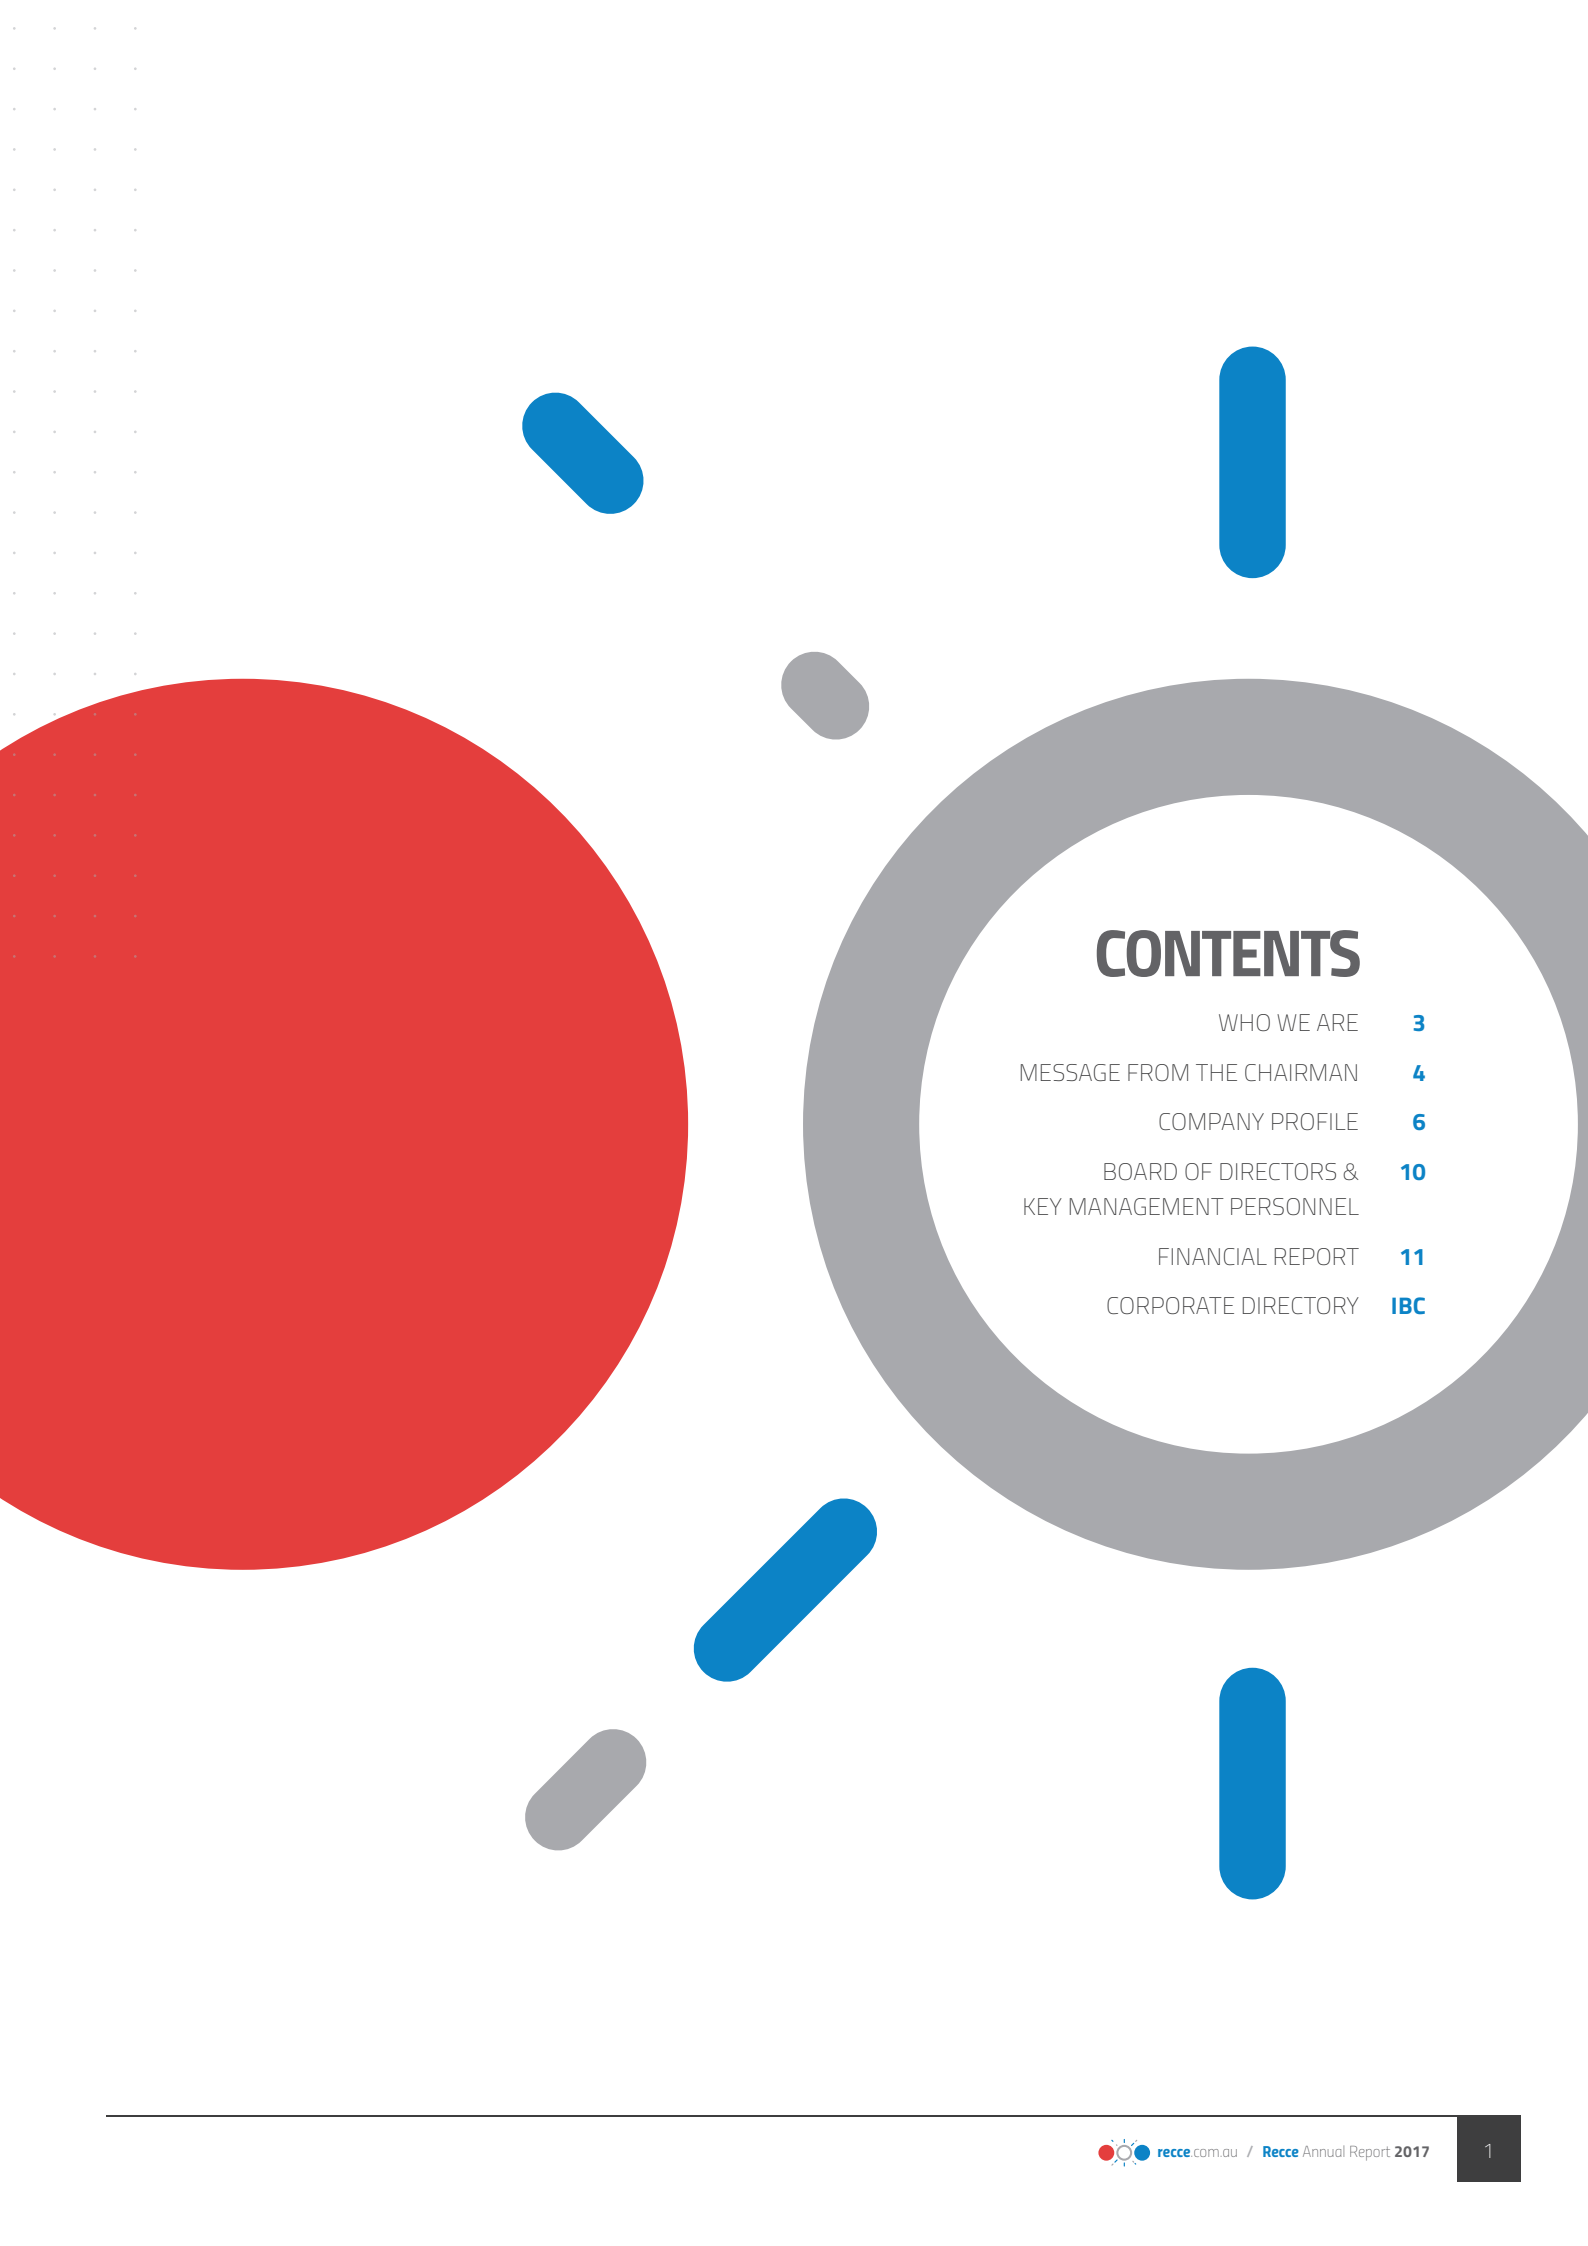 CONTENTS
WHO WE ARE 3
MESSAGE FROM THE CHAIRMAN 4
COMPANY PROFILE 6
BOARD OF DIRECTORS & 10
KEY MANAGEMENT PERSONNEL
FINANCIAL REPORT 11
CORPORATE DIRECTORY IBC
recce.com.au / Recce Annual Report 2017 1